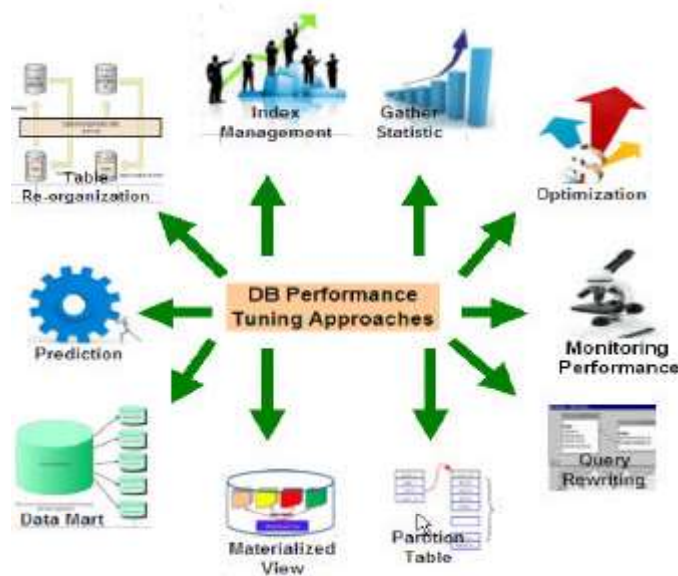 Index
Management
Gather
Statistic
Table
Re-organization
Optimization
DB Performance
Tuning Approaches
Prediction
Monitoring
Performance
Query
Rewriting
Data Mart
Materialized
View
Partition
Table